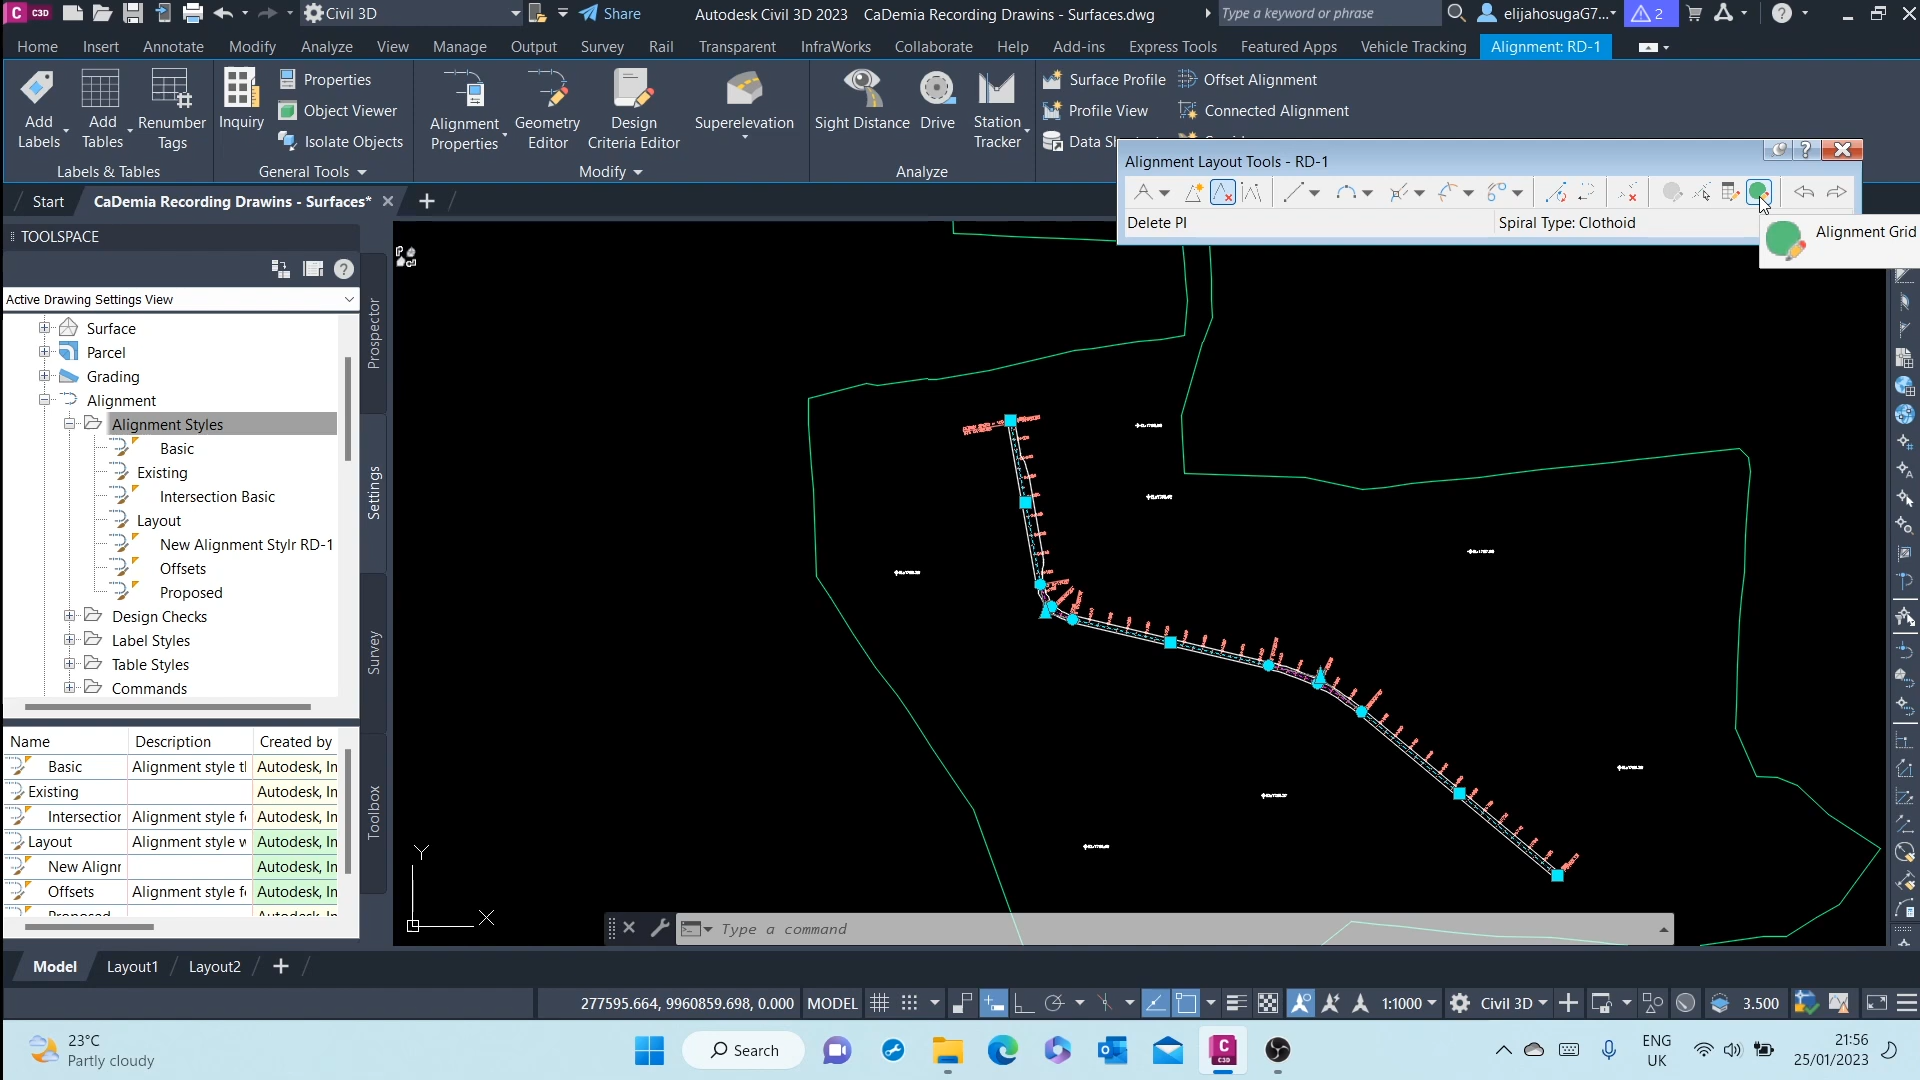 C3D
Civil 3D
Share
Autodesk Civil 3D 2023
CaDemia Recording Drawins - Surfaces.dwg
Type a keyword or phrase
elijahosugaG7...
2
Home
Insert
Annotate
Modify
Analyze
View
Manage
Output
Survey
Rail
Transparent
InfraWorks
Collaborate
Help
Add-ins
Express Tools
Featured Apps
Vehicle Tracking
Alignment: RD-1
Add Labels
Add Tables
Renumber Tags
Labels & Tables
Inquiry
Properties
Object Viewer
Isolate Objects
General Tools
Alignment Properties
Geometry Editor
Design Criteria Editor
Superelevation
Modify
Sight Distance
Drive
Station Tracker
Analyze
Surface Profile
Profile View
Offset Alignment
Connected Alignment
Alignment Layout Tools - RD-1
Delete PI
Spiral Type: Clothoid
Alignment Grid
Start
CaDemia Recording Drawins - Surfaces*
TOOLSPACE
Active Drawing Settings View
Surface
Parcel
Grading
Alignment
Alignment Styles
Basic
Existing
Intersection Basic
Layout
New Alignment Stylr RD-1
Offsets
Proposed
Design Checks
Label Styles
Table Styles
Commands
Prospector
Settings
Survey
Toolbox
Name
Description
Created by
Basic
Alignment style tl
Autodesk, In
Existing
Autodesk, In
Intersection
Alignment style fo
Autodesk, In
Layout
Alignment style w
Autodesk, In
New Alignr
Autodesk, In
Offsets
Alignment style fo
Autodesk, In
Y
X
Type a command
Model
Layout1
Layout2
277595.664, 9960859.698, 0.000
MODEL
1:1000
Civil 3D
3.500
23°C
Partly cloudy
Search
ENG
UK
21:56
25/01/2023